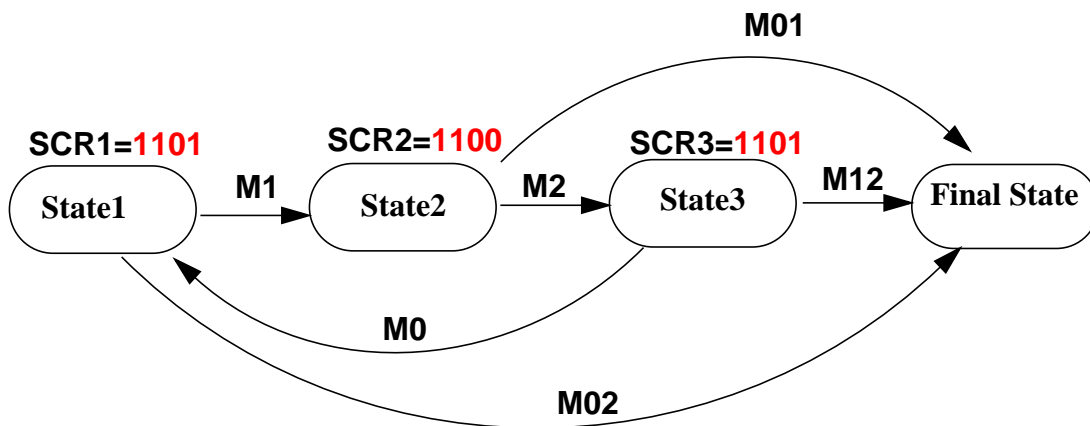 M01
SCR1=1101
SCR2=1100
SCR3=1101
State1
M1
State2
M2
State3
M12
Final State
M0
M02